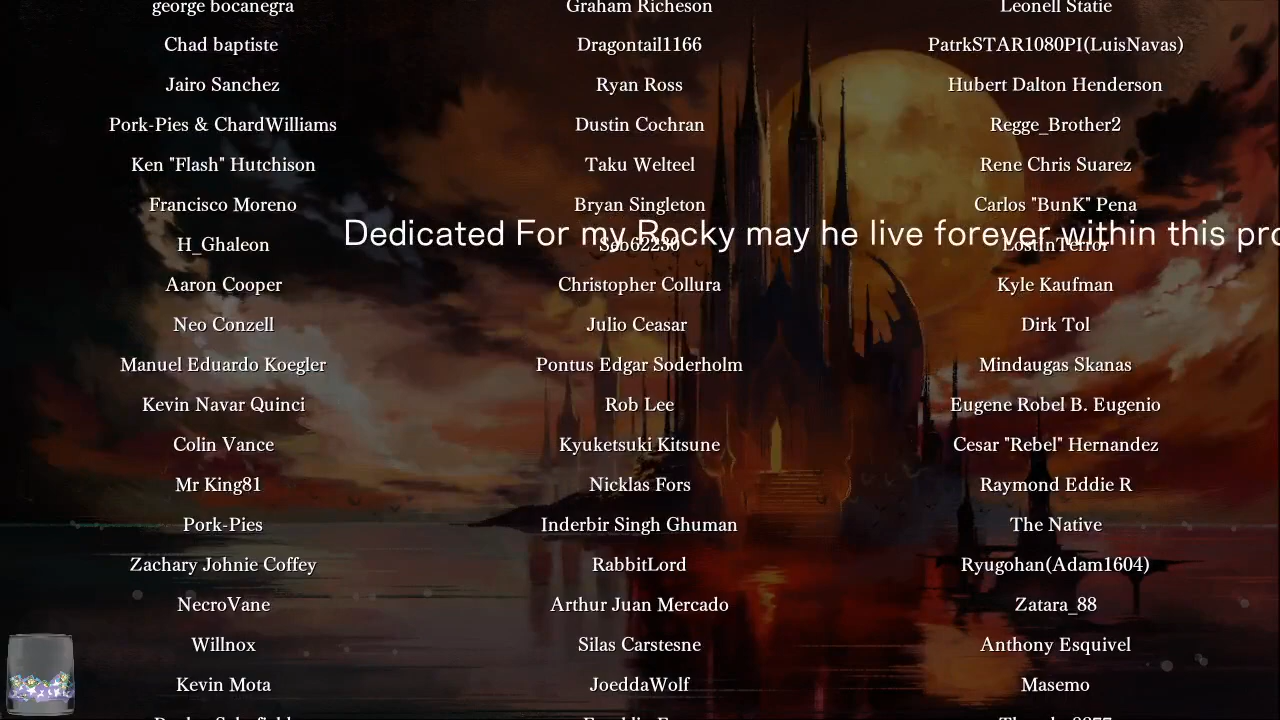 george bocanegra Graham Richeson Leonell Statie
Chad baptiste Dragontail1166 PatrkSTAR1080PI(LuisNavas)
Jairo Sanchez Ryan Ross Hubert Dalton Henderson
Pork-Pies & ChardWilliams Dustin Cochran Regge_Brother2
Ken "Flash" Hutchison Taku Welteel Rene Chris Suarez
Francisco Moreno Bryan Singleton Carlos "BunK" Pena
Dedicated For my Rocky may he live forever within this
H_Ghaleon Seb62230 LostInTerror
Aaron Cooper Christopher Collura Kyle Kaufman
Neo Conzell Julio Ceasar Dirk Tol
Manuel Eduardo Koegler Pontus Edgar Soderholm Mindaugas Skanas
Kevin Navar Quinci Rob Lee Eugene Robel B. Eugenio
Colin Vance Kyuketsuki Kitsune Cesar "Rebel" Hernandez
Mr King81 Nicklas Fors Raymond Eddie R
Pork-Pies Inderbir Singh Ghuman The Native
Zachary Johnie Coffey RabbitLord Ryugohan(Adam1604)
NecroVane Arthur Juan Mercado Zatara_88
Willnox Silas Carstesne Anthony Esquivel
Kevin Mota JoeddaWolf Masemo